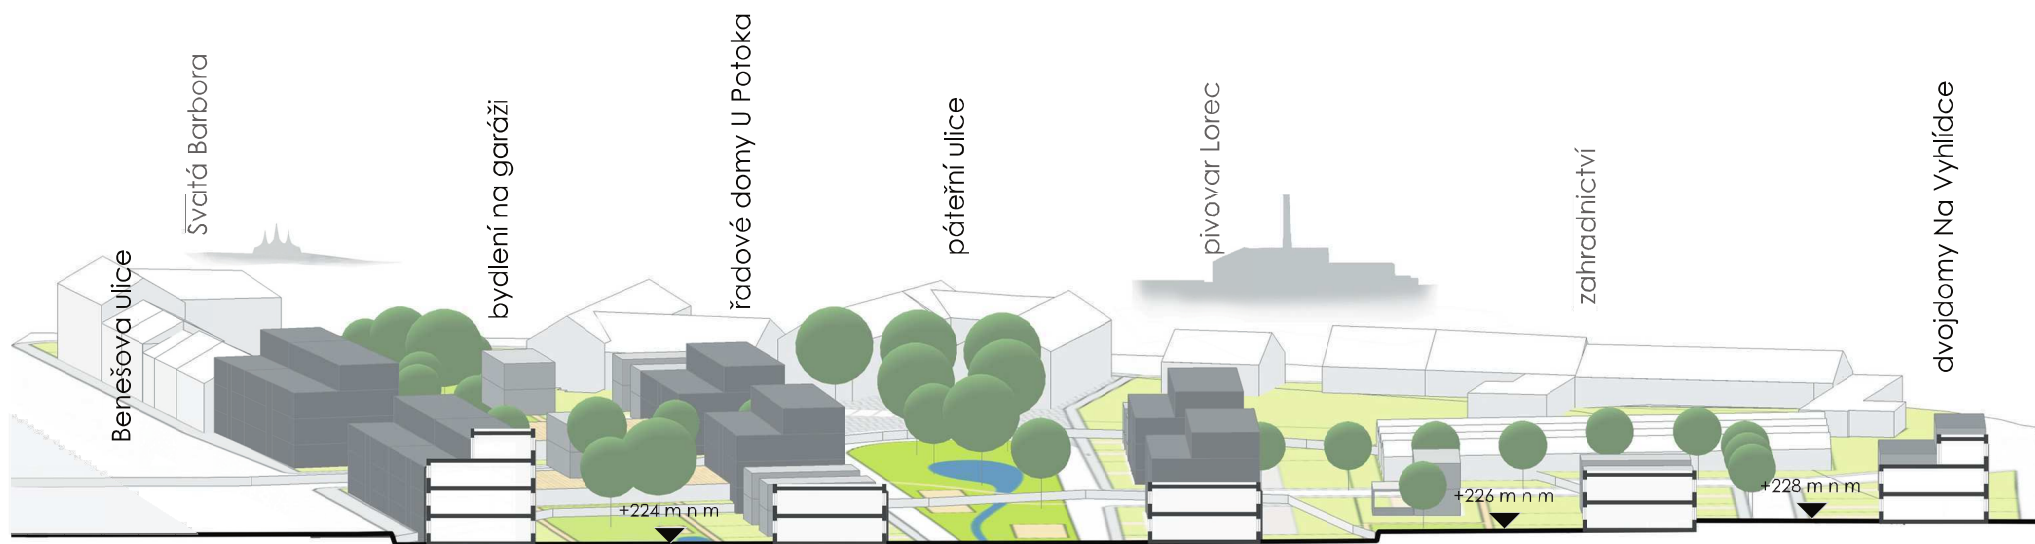 Benešova ulice
Svatá Barbora
bydlení na garáži
řadové domy U Potoka
páteřní ulice
pivovar Lorec
zahradnictví
dvojdomy Na Vyhlídce
+224 m n m
+226 m n m
+228 m n m